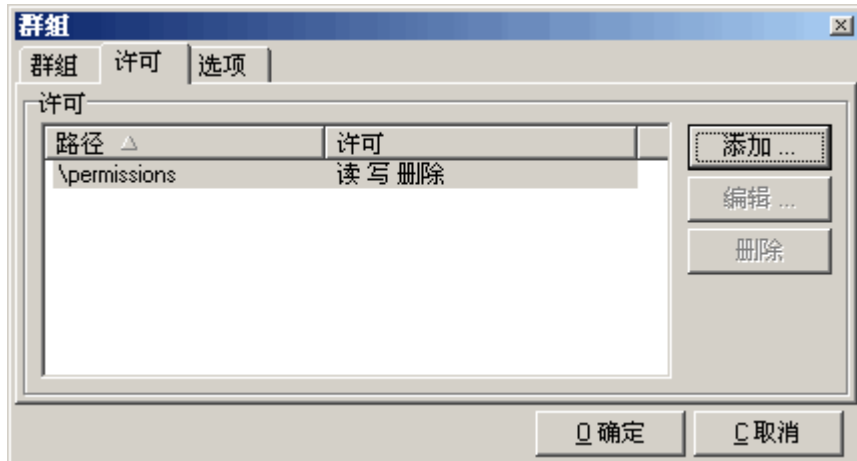 群組
群組 许可 选项
许可
路径 许可
\permissions 读 写 删除
添加 ...
编辑 ...
删除
O 确定 C 取消